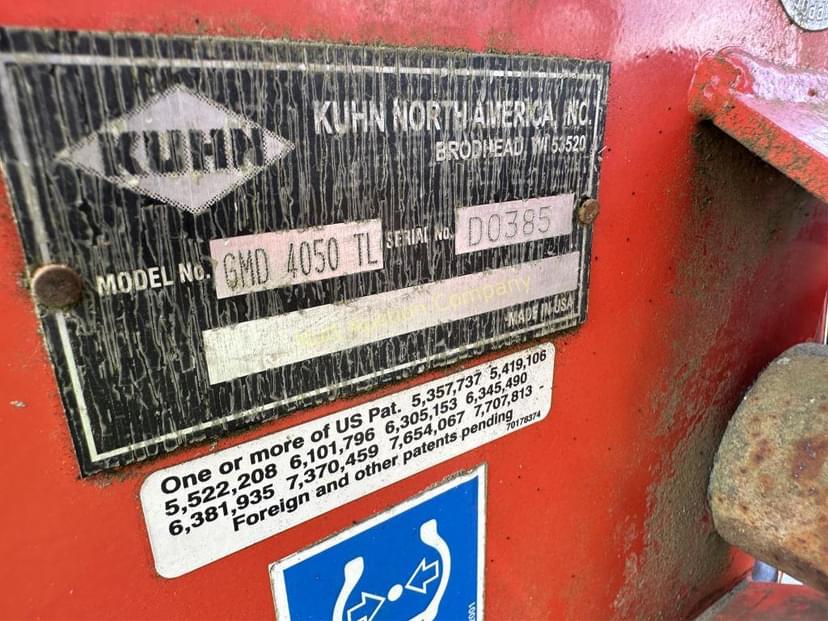 KUHN
KUHN NORTH AMERICA, INC.
BRODHEAD, WI 53520
MODEL No. GMD 4050 TL SERIAL No. D0385
Auction Company
MADE IN USA
One or more of US Pat. 5,357,737 5,419,106
5,522,208 6,101,796 6,305,153 6,345,490
6,381,935 7,370,459 7,654,067 7,707,813 -
Foreign and other patents pending
70178374